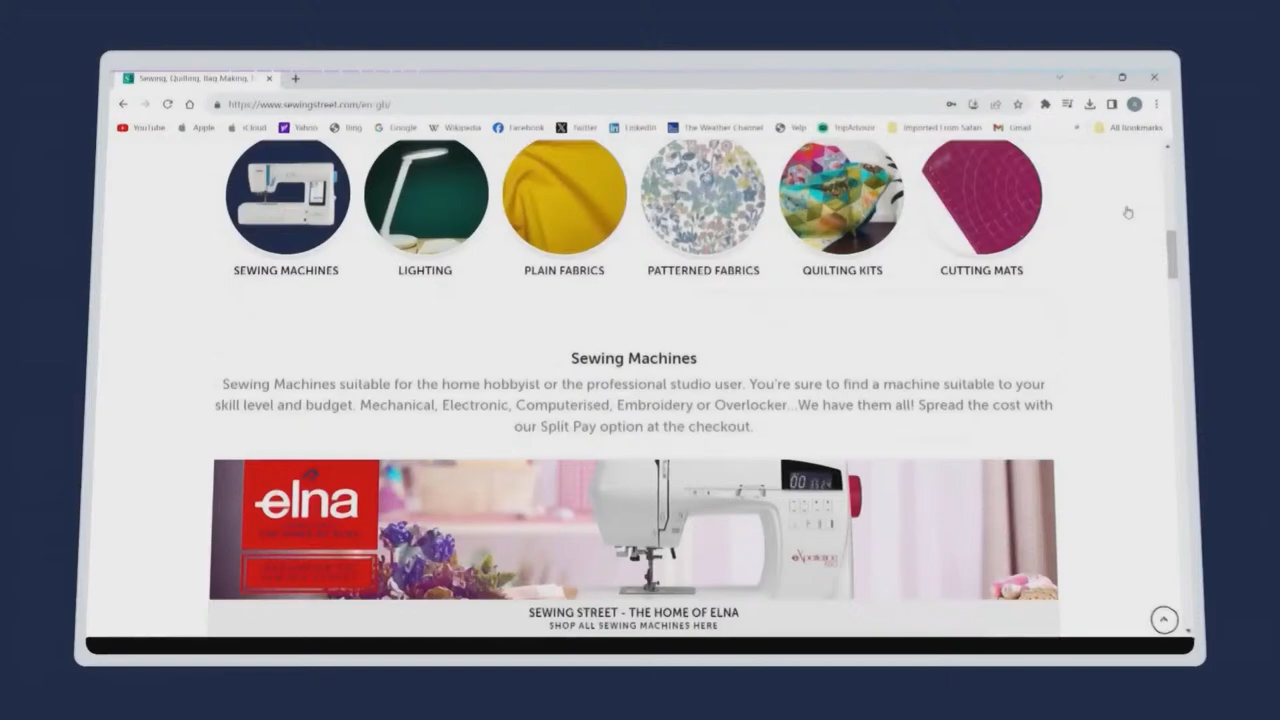 Sewing, Quilting, Bag Making,
https://www.sewingstreet.com/en-gb/
YouTube Apple iCloud Yahoo Bing Google Wikipedia Facebook Twitter LinkedIn The Weather Channel Yelp TripAdvisor Imported From Safari Gmail » All Bookmarks
SEWING MACHINES LIGHTING PLAIN FABRICS PATTERNED FABRICS QUILTING KITS CUTTING MATS
Sewing Machines
Sewing Machines suitable for the home hobbyist or the professional studio user. You're sure to find a machine suitable to your
skill level and budget. Mechanical, Electronic, Computerised, Embroidery or Overlocker...We have them all! Spread the cost with
our Split Pay option at the checkout.
elna
eXperience
SEWING STREET - THE HOME OF ELNA
SHOP ALL SEWING MACHINES HERE